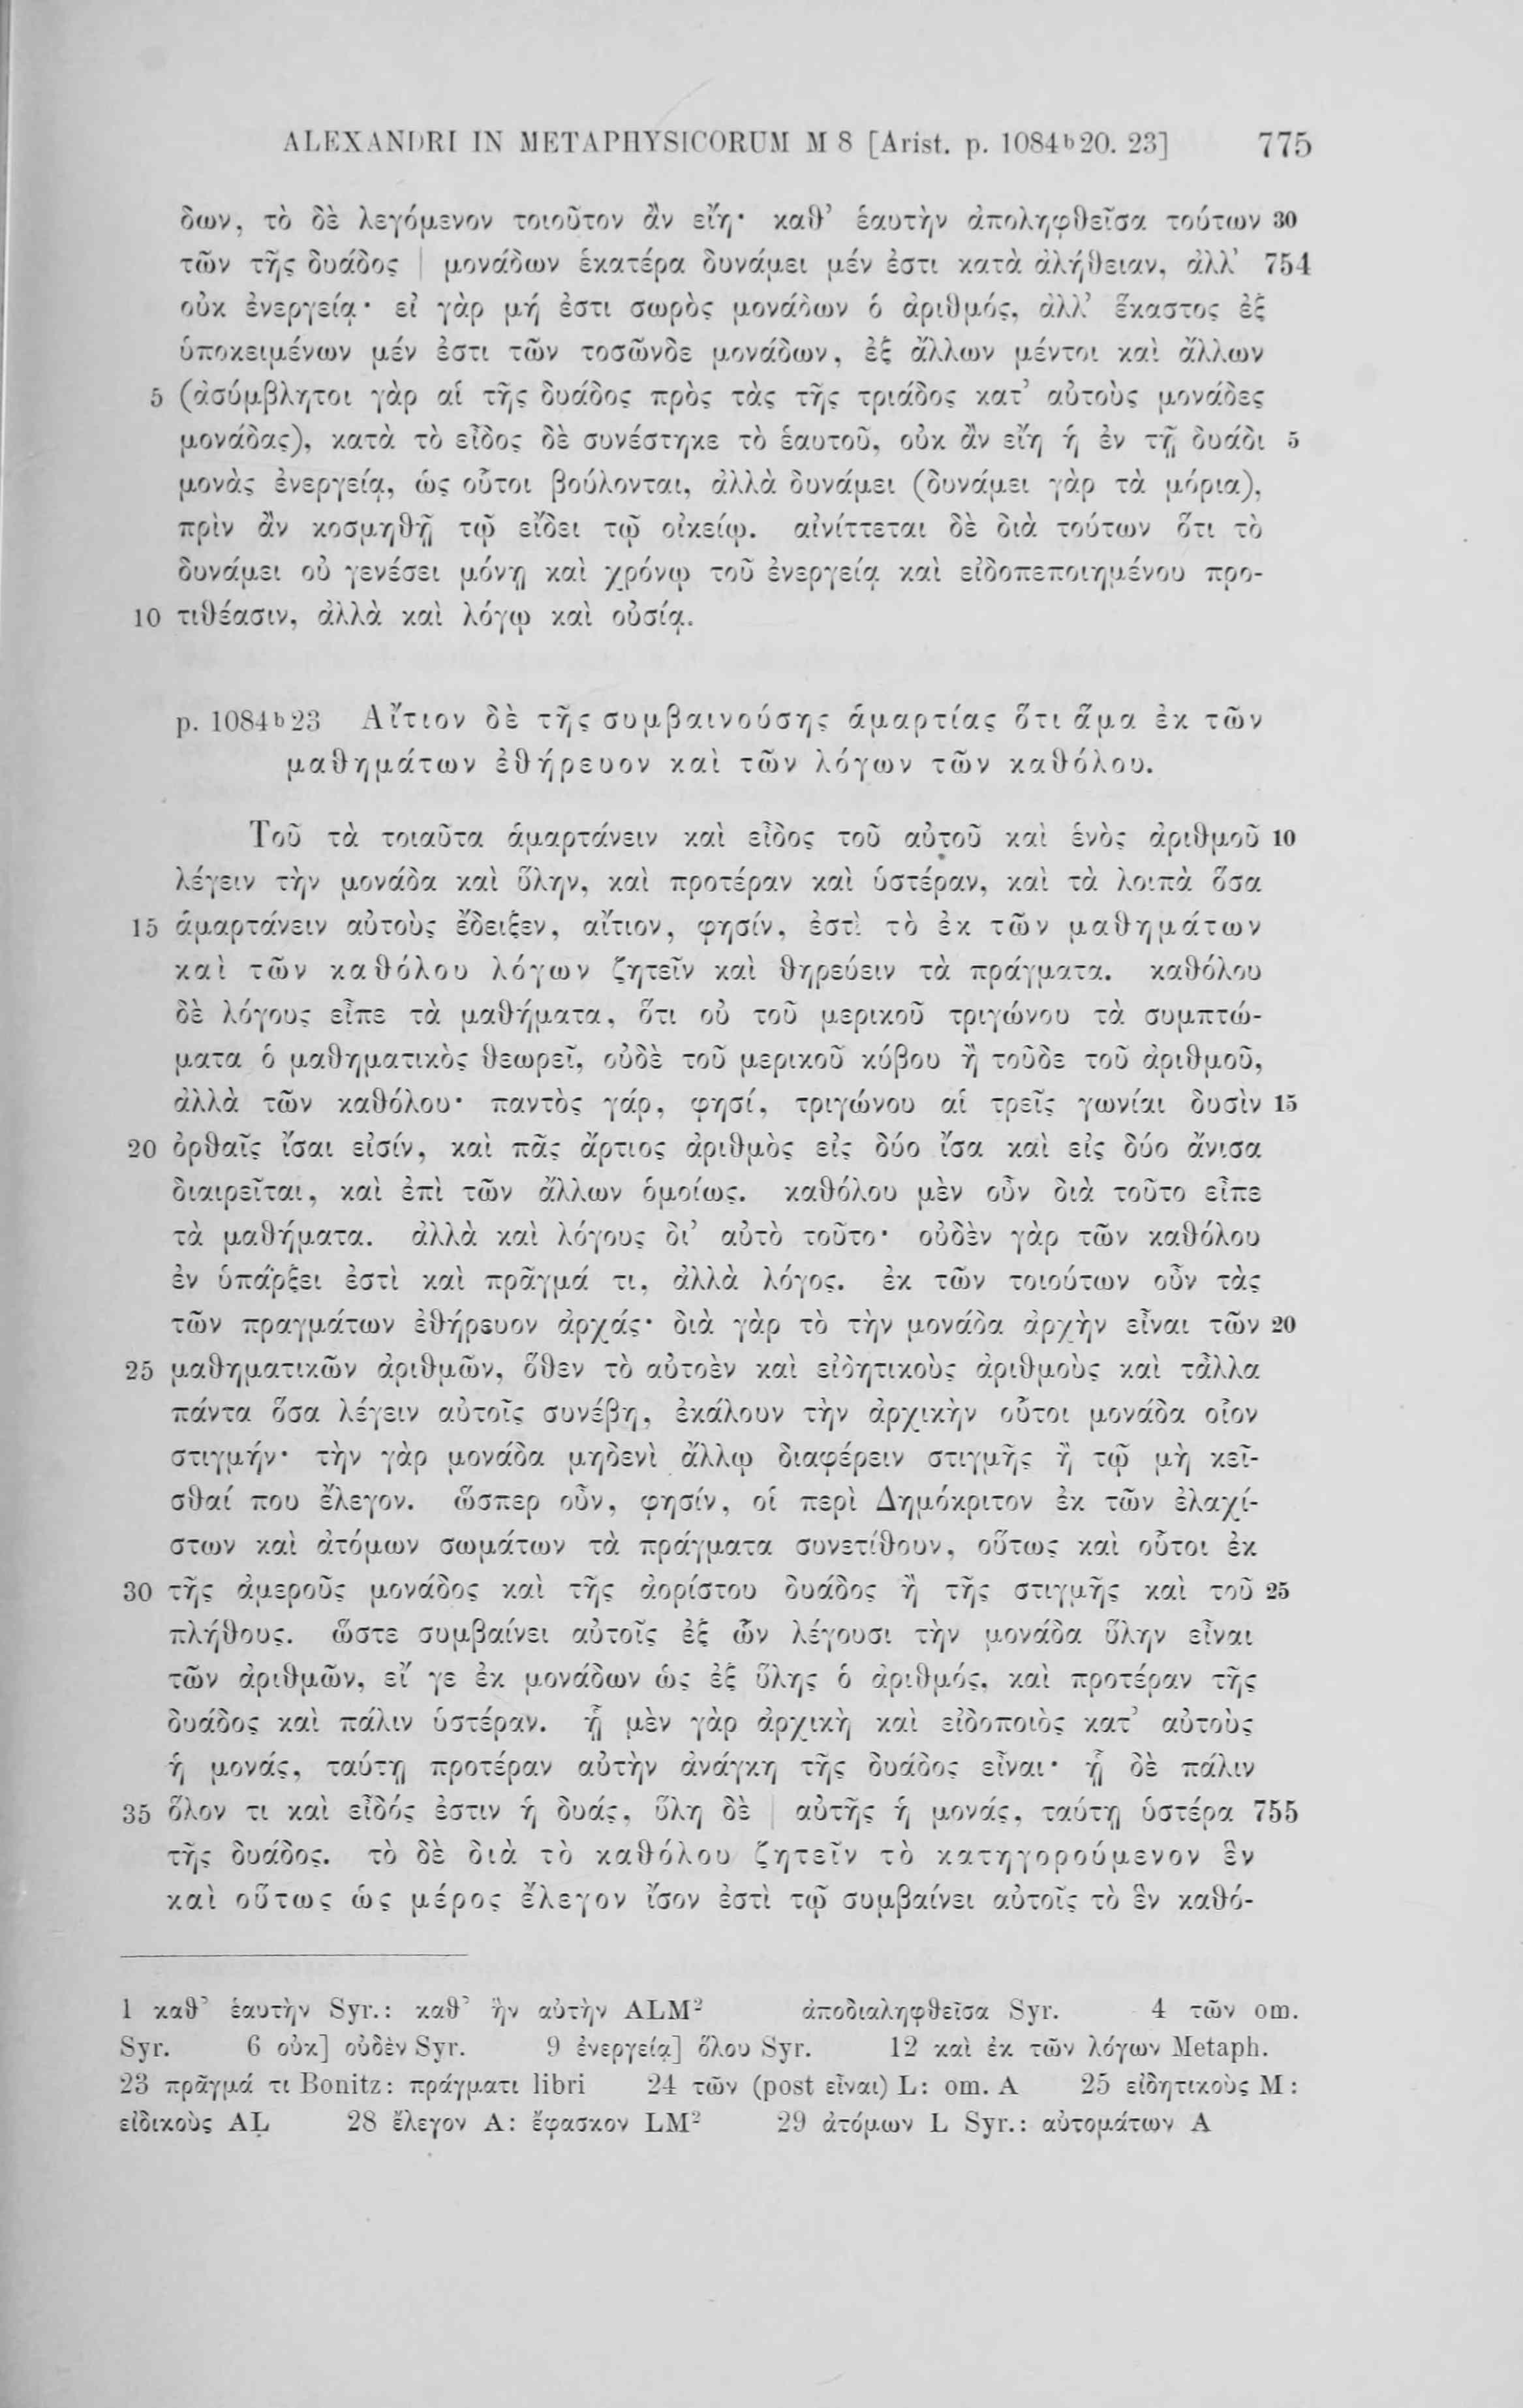 ALEXANDRI IN METAPHYSICORUM M 8 [Arist. p. 1084ᵇ20. 23] 775
δων, τὸ δὲ λεγόμενον τοιοῦτον ἂν εἴη· καθ’ ἑαυτὴν ἀποληφθεῖσα τούτων 30
τῶν τῆς δυάδος | μονάδων ἑκατέρα δυνάμει μέν ἐστι κατὰ ἀλήθειαν, ἀλλ’ 754
οὐκ ἐνεργείᾳ· εἰ γὰρ μή ἐστι σωρὸς μονάδων ὁ ἀριθμός, ἀλλ’ ἕκαστος ἐξ
ὑποκειμένων μέν ἐστι τῶν τοσῶνδε μονάδων, ἐξ ἄλλων μέντοι καὶ ἄλλων
5 (ἀσύμβλητοι γὰρ αἱ τῆς δυάδος πρὸς τὰς τῆς τριάδος κατ’ αὐτοὺς μονάδες
μονάδας), κατὰ τὸ εἶδος δὲ συνέστηκε τὸ ἑαυτοῦ, οὐκ ἂν εἴη ἡ ἐν τῇ δυάδι 5
μονὰς ἐνεργείᾳ, ὡς οὗτοι βούλονται, ἀλλὰ δυνάμει (δυνάμει γὰρ τὰ μόρια),
πρὶν ἂν κοσμηθῇ τῷ εἴδει τῷ οἰκείῳ. αἰνίττεται δὲ διὰ τούτων ὅτι τὸ
δυνάμει οὐ γενέσει μόνῃ καὶ χρόνῳ τοῦ ἐνεργείᾳ καὶ εἰδοπεποιημένου προ-
10 τιθέασιν, ἀλλὰ καὶ λόγῳ καὶ οὐσίᾳ.
p. 1084ᵇ23 Αἴτιον δὲ τῆς συμβαινούσης ἁμαρτίας ὅτι ἅμα ἐκ τῶν
μαθημάτων ἐθήρευον καὶ τῶν λόγων τῶν καθόλου.
Τοῦ τὰ τοιαῦτα ἁμαρτάνειν καὶ εἶδος τοῦ αὐτοῦ καὶ ἑνὸς ἀριθμοῦ 10
λέγειν τὴν μονάδα καὶ ὕλην, καὶ προτέραν καὶ ὑστέραν, καὶ τὰ λοιπὰ ὅσα
15 ἁμαρτάνειν αὐτοὺς ἔδειξεν, αἴτιον, φησίν, ἐστὶ τὸ ἐκ τῶν μαθημάτων
καὶ τῶν καθόλου λόγων ζητεῖν καὶ θηρεύειν τὰ πράγματα. καθόλου
δὲ λόγους εἶπε τὰ μαθήματα, ὅτι οὐ τοῦ μερικοῦ τριγώνου τὰ συμπτώ-
ματα ὁ μαθηματικὸς θεωρεῖ, οὐδὲ τοῦ μερικοῦ κύβου ἢ τοῦδε τοῦ ἀριθμοῦ,
ἀλλὰ τῶν καθόλου· παντὸς γάρ, φησί, τριγώνου αἱ τρεῖς γωνίαι δυσὶν 15
20 ὀρθαῖς ἴσαι εἰσίν, καὶ πᾶς ἄρτιος ἀριθμὸς εἰς δύο ἴσα καὶ εἰς δύο ἄνισα
διαιρεῖται, καὶ ἐπὶ τῶν ἄλλων ὁμοίως. καθόλου μὲν οὖν διὰ τοῦτο εἶπε
τὰ μαθήματα. ἀλλὰ καὶ λόγους δι’ αὐτὸ τοῦτο· οὐδὲν γὰρ τῶν καθόλου
ἐν ὑπάρξει ἐστὶ καὶ πρᾶγμά τι, ἀλλὰ λόγος. ἐκ τῶν τοιούτων οὖν τὰς
τῶν πραγμάτων ἐθήρευον ἀρχάς· διὰ γὰρ τὸ τὴν μονάδα ἀρχὴν εἶναι τῶν 20
25 μαθηματικῶν ἀριθμῶν, ὅθεν τὸ αὐτοὲν καὶ εἰδητικοὺς ἀριθμοὺς καὶ τἆλλα
πάντα ὅσα λέγειν αὐτοῖς συνέβη, ἐκάλουν τὴν ἀρχικὴν οὗτοι μονάδα οἷον
στιγμήν· τὴν γὰρ μονάδα μηδενὶ ἄλλῳ διαφέρειν στιγμῆς ἢ τῷ μὴ κεῖ-
σθαί που ἔλεγον. ὥσπερ οὖν, φησίν, οἱ περὶ Δημόκριτον ἐκ τῶν ἐλαχί-
στων καὶ ἀτόμων σωμάτων τὰ πράγματα συνετίθουν, οὕτως καὶ οὗτοι ἐκ
30 τῆς ἀμεροῦς μονάδος καὶ τῆς ἀορίστου δυάδος ἢ τῆς στιγμῆς καὶ τοῦ 25
πλήθους. ὥστε συμβαίνει αὐτοῖς ἐξ ὧν λέγουσι τὴν μονάδα ὕλην εἶναι
τῶν ἀριθμῶν, εἴ γε ἐκ μονάδων ὡς ἐξ ὕλης ὁ ἀριθμός, καὶ προτέραν τῆς
δυάδος καὶ πάλιν ὑστέραν. ᾗ μὲν γὰρ ἀρχικὴ καὶ εἰδοποιὸς κατ’ αὐτοὺς
ἡ μονάς, ταύτῃ προτέραν αὐτὴν ἀνάγκη τῆς δυάδος εἶναι· ᾗ δὲ πάλιν
35 ὅλον τι καὶ εἶδός ἐστιν ἡ δυάς, ὕλη δὲ | αὐτῆς ἡ μονάς, ταύτῃ ὑστέρα 755
τῆς δυάδος. τὸ δὲ διὰ τὸ καθόλου ζητεῖν τὸ κατηγορούμενον ἓν
καὶ οὕτως ὡς μέρος ἔλεγον ἴσον ἐστὶ τῷ συμβαίνει αὐτοῖς τὸ ἓν καθό-
1 καθ’ ἑαυτὴν Syr.: καθ’ ἣν αὐτὴν ALM² ἀποδιαληφθεῖσα Syr. 4 τῶν om.
Syr. 6 οὐκ] οὐδὲν Syr. 9 ἐνεργείᾳ] ὅλου Syr. 12 καὶ ἐκ τῶν λόγων Metaph.
23 πρᾶγμά τι Bonitz: πράγματι libri 24 τῶν (post εἶναι) L: om. A 25 εἰδητικοὺς M:
εἰδικοὺς AL 28 ἔλεγον A: ἔφασκον LM² 29 ἀτόμων L Syr.: αὐτομάτων A